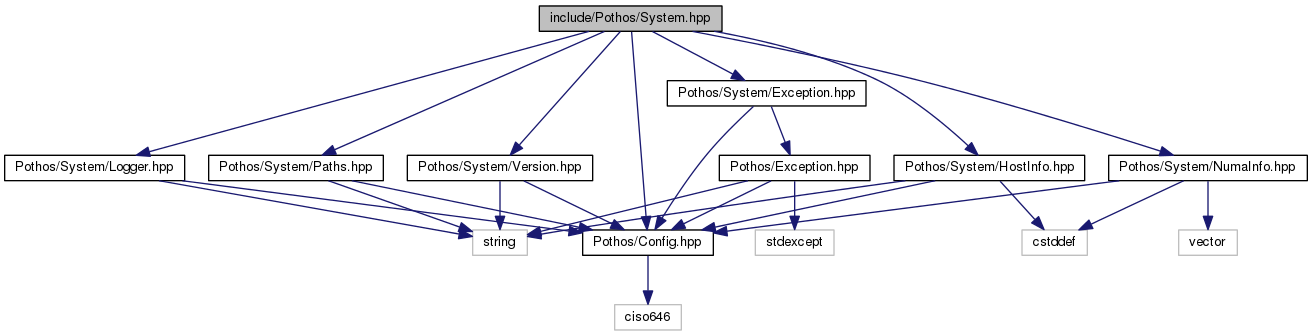 include/Pothos/System.hpp
Pothos/System/Exception.hpp
Pothos/System/Logger.hpp
Pothos/System/Paths.hpp
Pothos/System/Version.hpp
Pothos/Exception.hpp
Pothos/System/HostInfo.hpp
Pothos/System/NumaInfo.hpp
string
Pothos/Config.hpp
stdexcept
cstddef
vector
ciso646